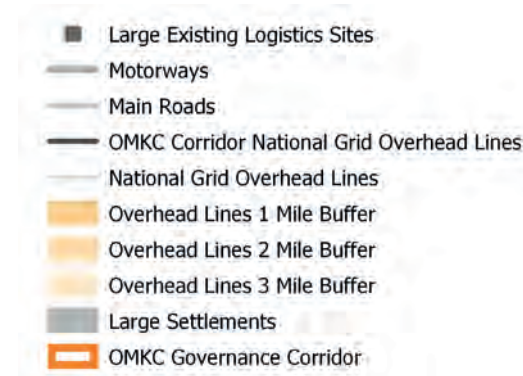 Large Existing Logistics Sites
Motorways
Main Roads
OMKC Corridor National Grid Overhead Lines
National Grid Overhead Lines
Overhead Lines 1 Mile Buffer
Overhead Lines 2 Mile Buffer
Overhead Lines 3 Mile Buffer
Large Settlements
OMKC Governance Corridor